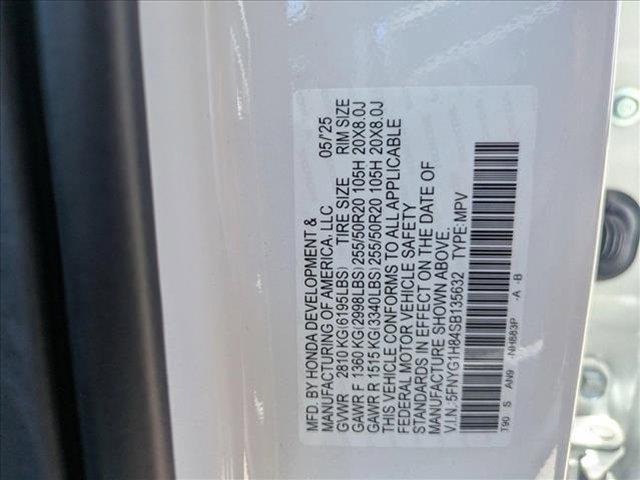 MFD. BY HONDA DEVELOPMENT &
MANUFACTURING OF AMERICA, LLC 05/'25
GVWR 2810 KG(6195LBS) TIRE SIZE RIM SIZE
GAWR F 1360 KG(2998LBS) 255/50R20 105H 20X8.0J
GAWR R 1515 KG(3340LBS) 255/50R20 105H 20X8.0J
THIS VEHICLE CONFORMS TO ALL APPLICABLE
FEDERAL MOTOR VEHICLE SAFETY
STANDARDS IN EFFECT ON THE DATE OF
MANUFACTURE SHOWN ABOVE.
V.I.N.: 5FNYG1H84SB135632 TYPE: MPV
T90 S AN9 -NH883P -A -B